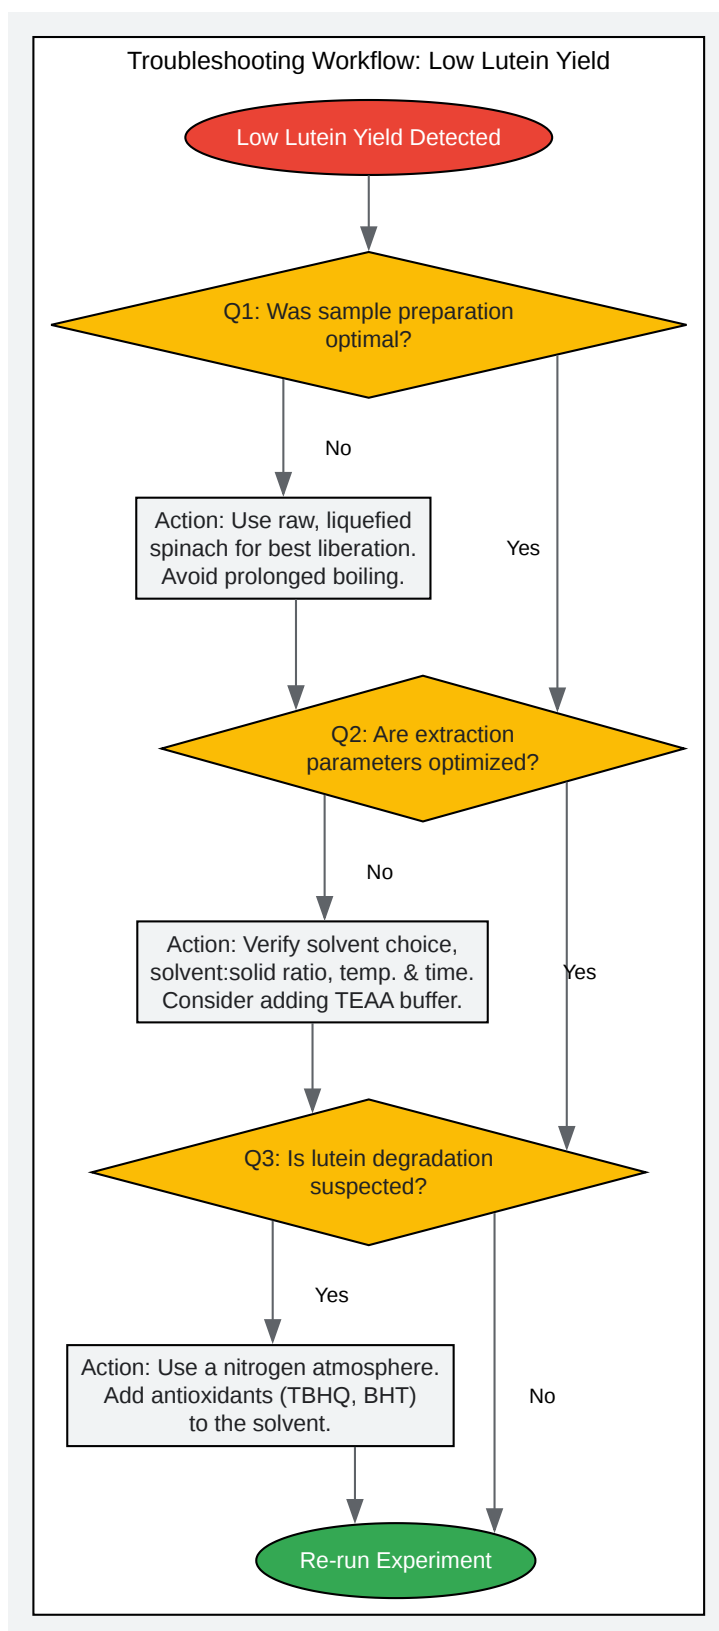 Troubleshooting Workflow: Low Lutein Yield
Low Lutein Yield Detected
Q1: Was sample preparation
optimal?
No
Action: Use raw, liquefied
spinach for best liberation.
Avoid prolonged boiling.
Yes
Q2: Are extraction
parameters optimized?
No
Action: Verify solvent choice,
solvent:solid ratio, temp. & time.
Consider adding TEAA buffer.
Yes
Q3: Is lutein degradation
suspected?
Yes
Action: Use a nitrogen atmosphere.
Add antioxidants (TBHQ, BHT)
to the solvent.
No
Re-run Experiment